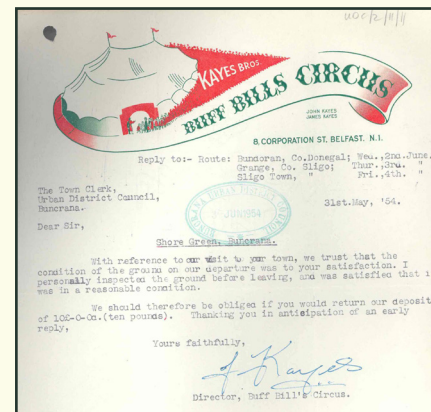 UDC/2/11/11
KAYES BROS
BUFF BILLS CIRCUS
JOHN KAYES
JAMES KAYES
8, CORPORATION ST. BELFAST. N.I.
Reply to:- Route: Bundoran, Co.Donegal; Wed.,2nd.June.
Grange, Co. Sligo; Thur.,3rd. "
Sligo Town, " Fri.,4th. "
The Town Clerk,
Urban District Council,
Buncrana.
31st.May, '54.
JUN 1954
Dear Sir,
Shore Green, Buncrana.
With reference to our visit to your town, we trust that the
condition of the ground on our departure was to your satisfaction. I
personally inspected the ground before leaving, and was satisfied that i
was in a reasonable condition.
We should therefore be obliged if you would return our deposit
of 10£-0-0d.(ten pounds). Thanking you in anticipation of an early
reply,
Yours faithfully,
J Kayes
Director, Buff Bill's Circus.